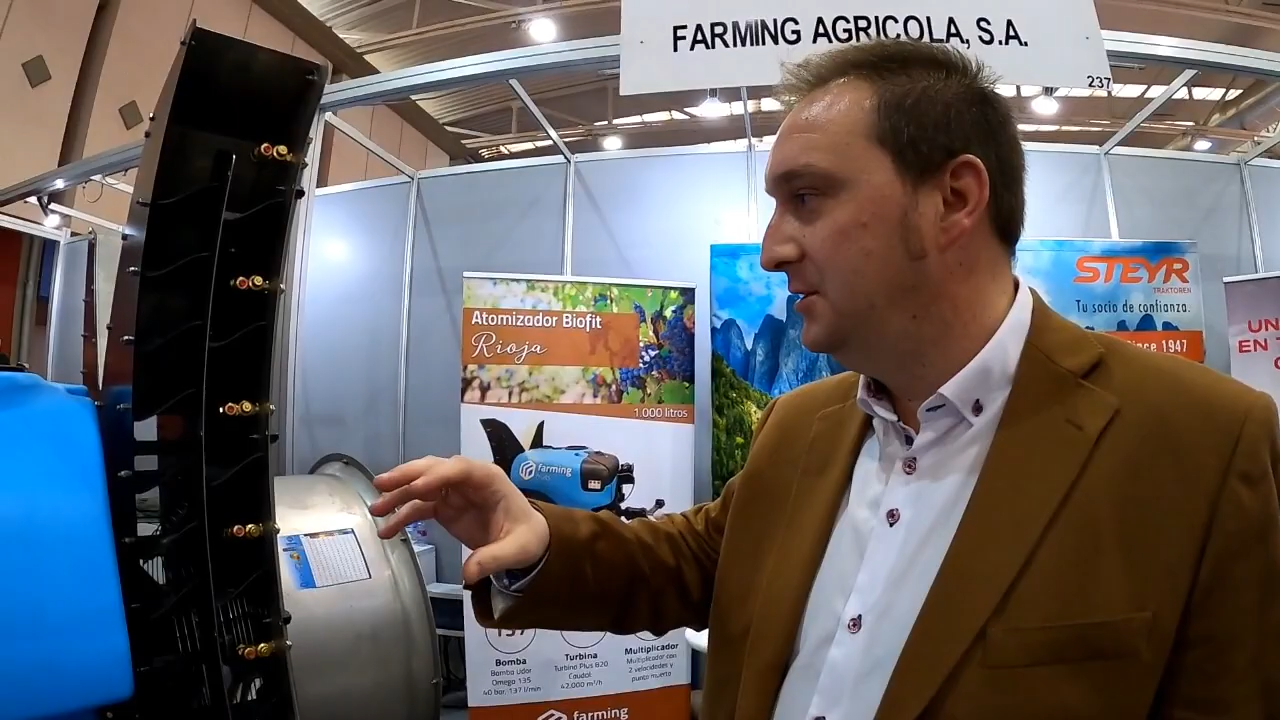 FARMING AGRICOLA, S.A.
237
Atomizador Biofit
Rioja
1.000 litros
farming
Bomba
Bomba Udor
Omega 135
40 bar, 137 l/min
Turbina
Turbina Plus B20
Caudal:
42.000 m³/h
Multiplicador
Multiplicador con
2 velocidades y
punto muerto
farming
STEYR
TRAKTOREN
Tu socio de confianza.
Since 1947
UN
EN